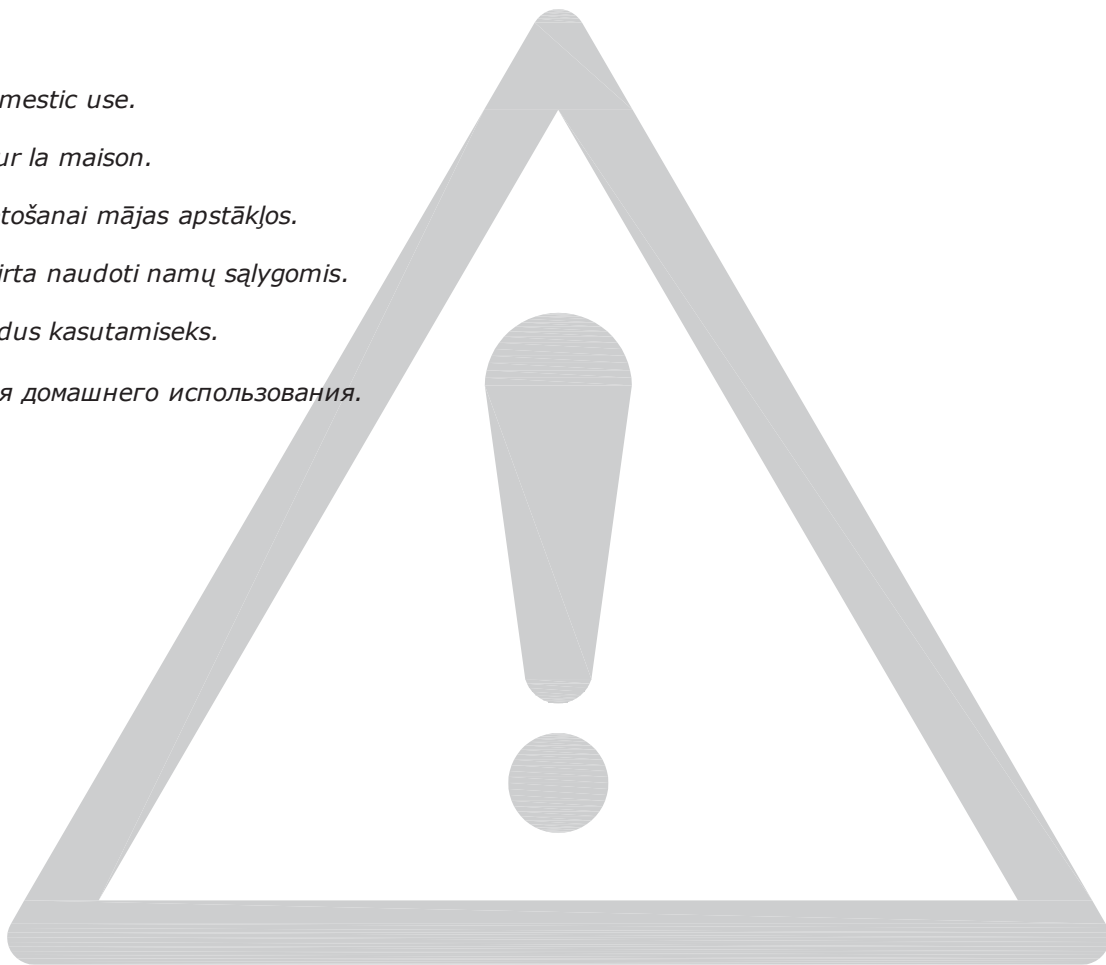 mestic use.
ur la maison.
tošanai mājas apstākļos.
irta naudoti namų sąlygomis.
dus kasutamiseks.
я домашнего использования.